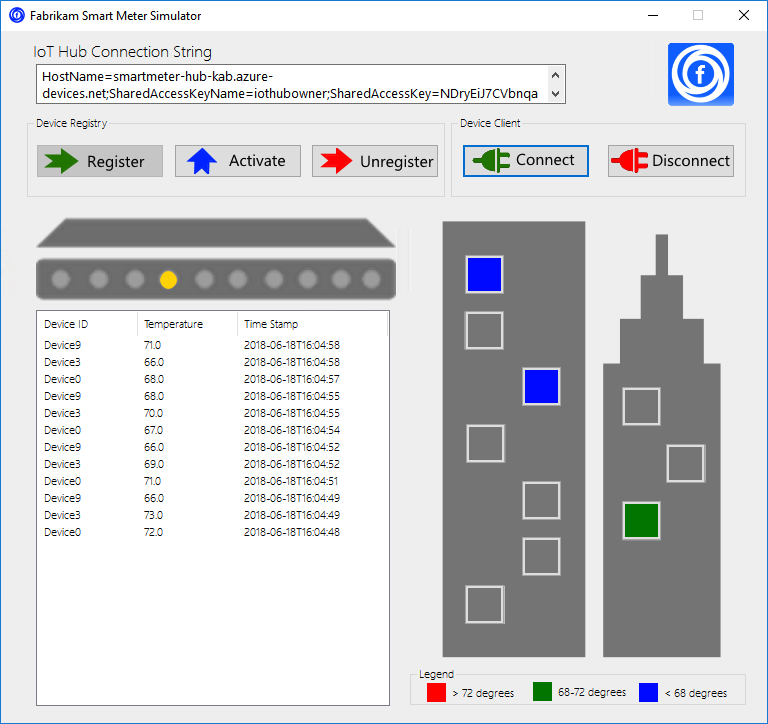 Fabrikam Smart Meter Simulator
IoT Hub Connection String
HostName=smartmeter-hub-kab.azure-
devices.net;SharedAccessKeyName=iothubowner;SharedAccessKey=NDryEiJ7CVbnqa
Device Registry
Device Client
Register Activate Unregister Connect Disconnect
f
Device ID Temperature Time Stamp
Device9 71.0 2018-06-18T16:04:58
Device3 66.0 2018-06-18T16:04:58
Device0 68.0 2018-06-18T16:04:57
Device9 68.0 2018-06-18T16:04:55
Device3 70.0 2018-06-18T16:04:55
Device0 67.0 2018-06-18T16:04:54
Device9 66.0 2018-06-18T16:04:52
Device3 69.0 2018-06-18T16:04:52
Device0 71.0 2018-06-18T16:04:51
Device9 66.0 2018-06-18T16:04:49
Device3 73.0 2018-06-18T16:04:49
Device0 72.0 2018-06-18T16:04:48
Legend
> 72 degrees 68-72 degrees < 68 degrees